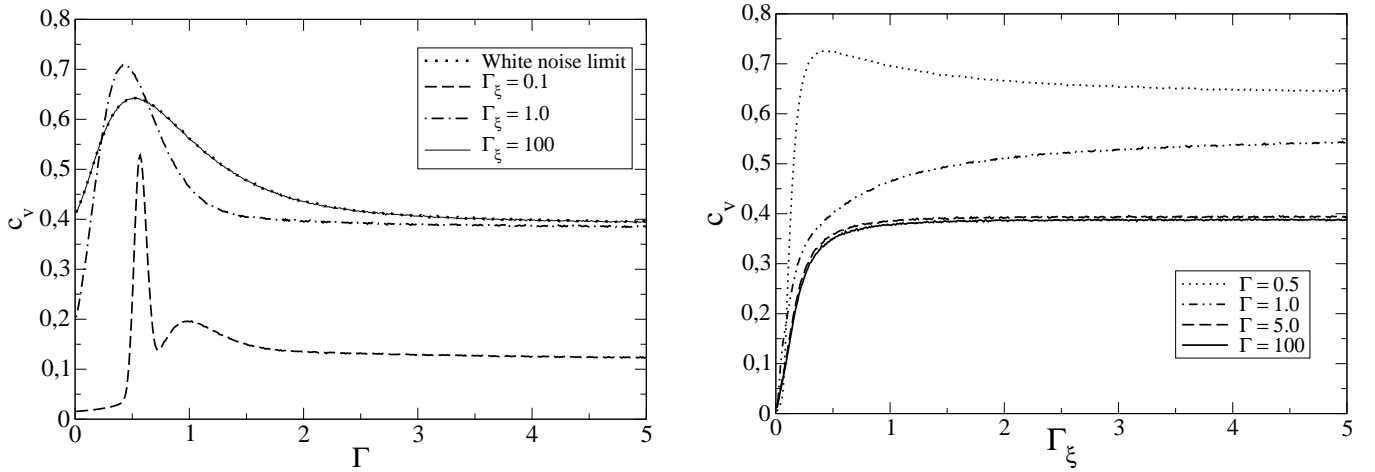 0,8
0,7
0,6
0,5
0,4
0,3
0,2
0,1
0
c_v
0 1 2 3 4 5
Γ
White noise limit
Γ_ξ = 0.1
Γ_ξ = 1.0
Γ_ξ = 100
0,8
0,7
0,6
0,5
0,4
0,3
0,2
0,1
0
c_v
0 1 2 3 4 5
Γ_ξ
Γ = 0.5
Γ = 1.0
Γ = 5.0
Γ = 100